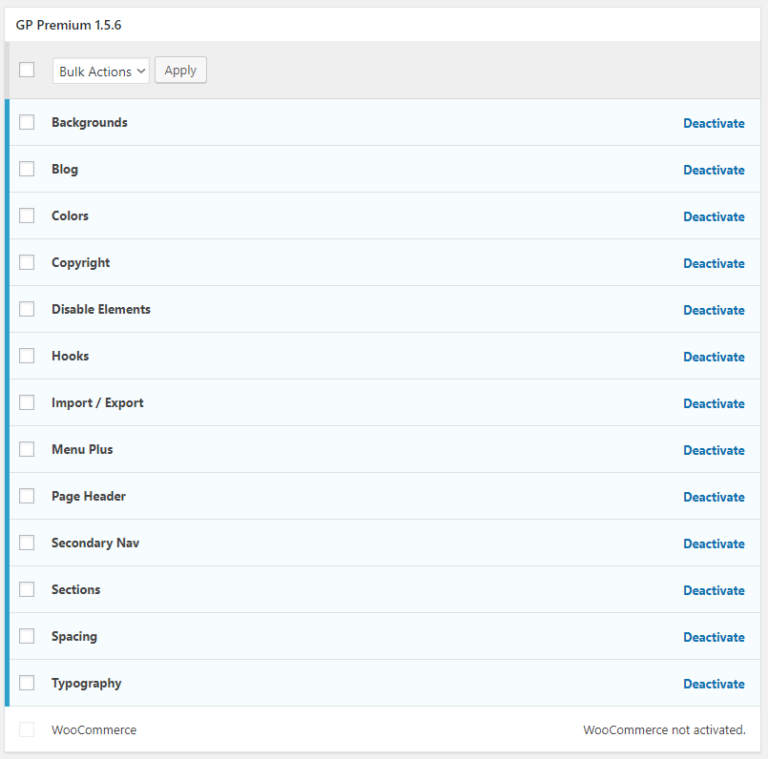 GP Premium 1.5.6
Bulk Actions Apply
Backgrounds Deactivate
Blog Deactivate
Colors Deactivate
Copyright Deactivate
Disable Elements Deactivate
Hooks Deactivate
Import / Export Deactivate
Menu Plus Deactivate
Page Header Deactivate
Secondary Nav Deactivate
Sections Deactivate
Spacing Deactivate
Typography Deactivate
WooCommerce WooCommerce not activated.